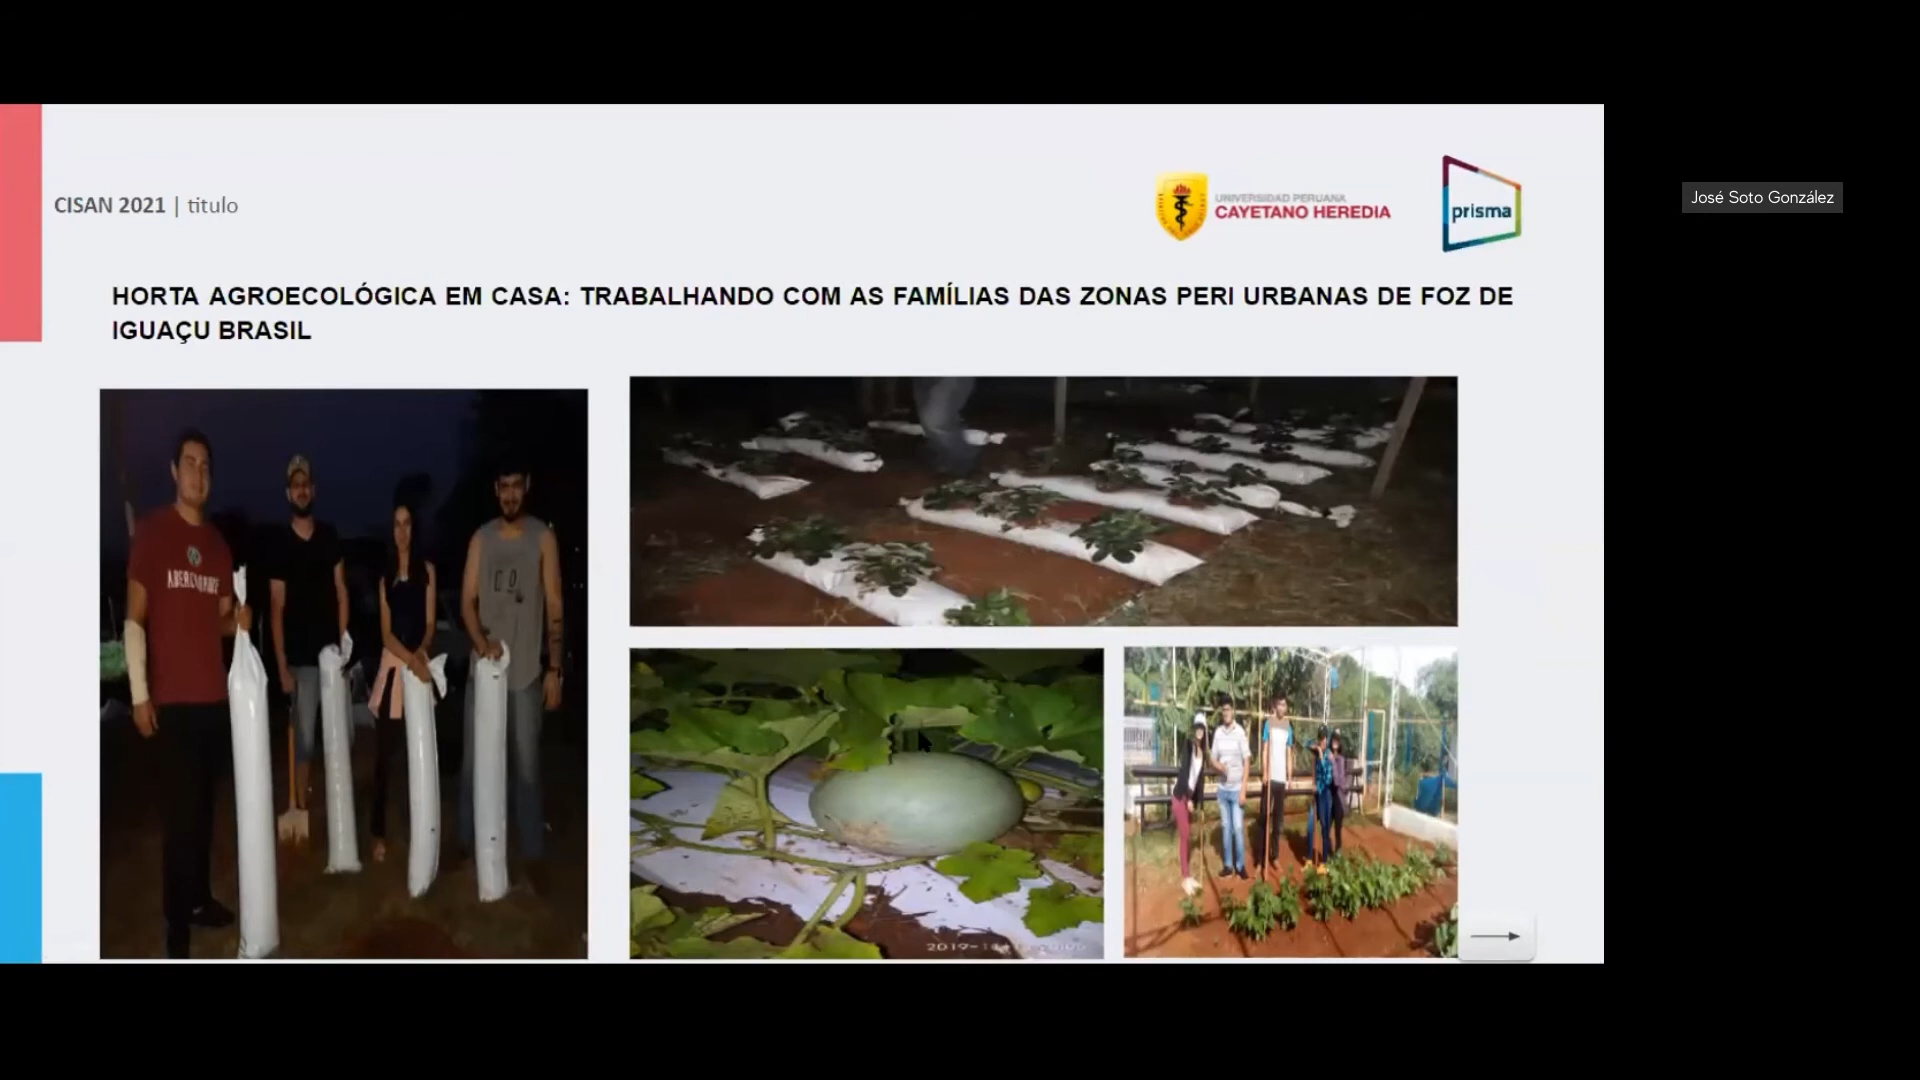 CISAN 2021 | titulo
UNIVERSIDAD PERUANA
CAYETANO HEREDIA
prisma
José Soto González
HORTA AGROECOLÓGICA EM CASA: TRABALHANDO COM AS FAMÍLIAS DAS ZONAS PERI URBANAS DE FOZ DE
IGUAÇU BRASIL